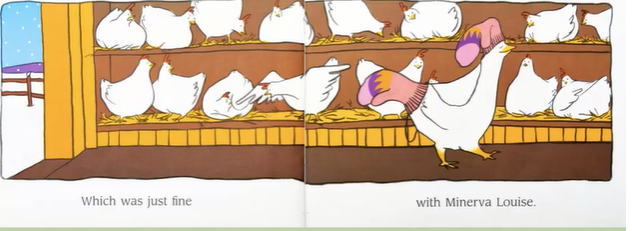 Which was just fine
with Minerva Louise.